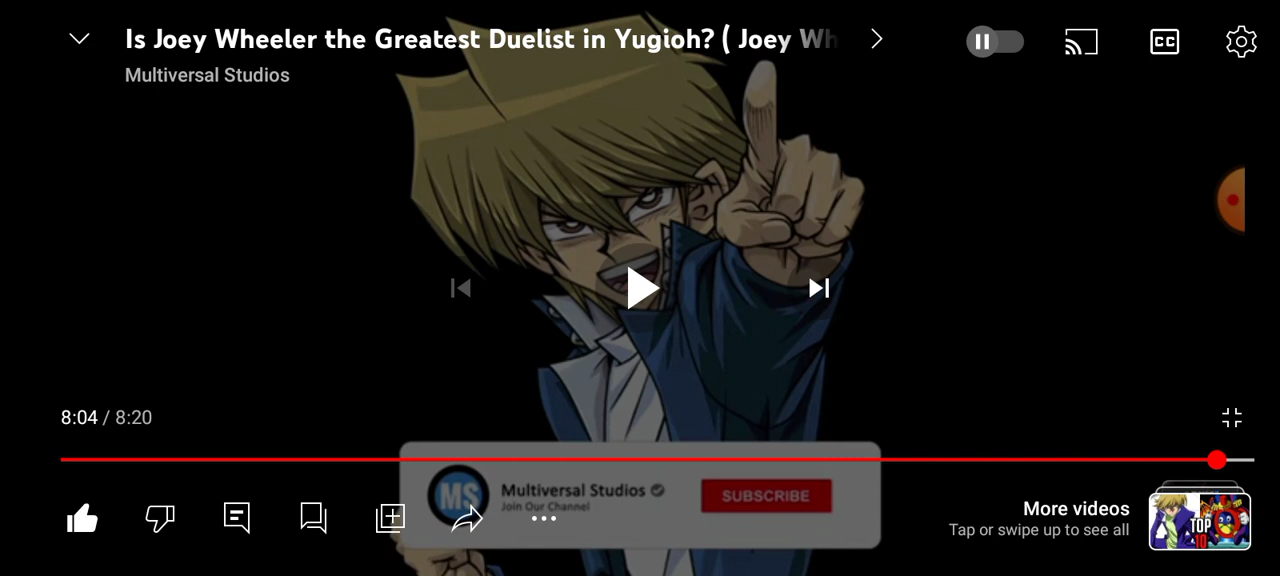 Is Joey Wheeler the Greatest Duelist in Yugioh? ( Joey Wh
Multiversal Studios
CC
8:04 / 8:20
MS
Multiversal Studios
Join Our Channel
SUBSCRIBE
More videos
Tap or swipe up to see all
TOP
10